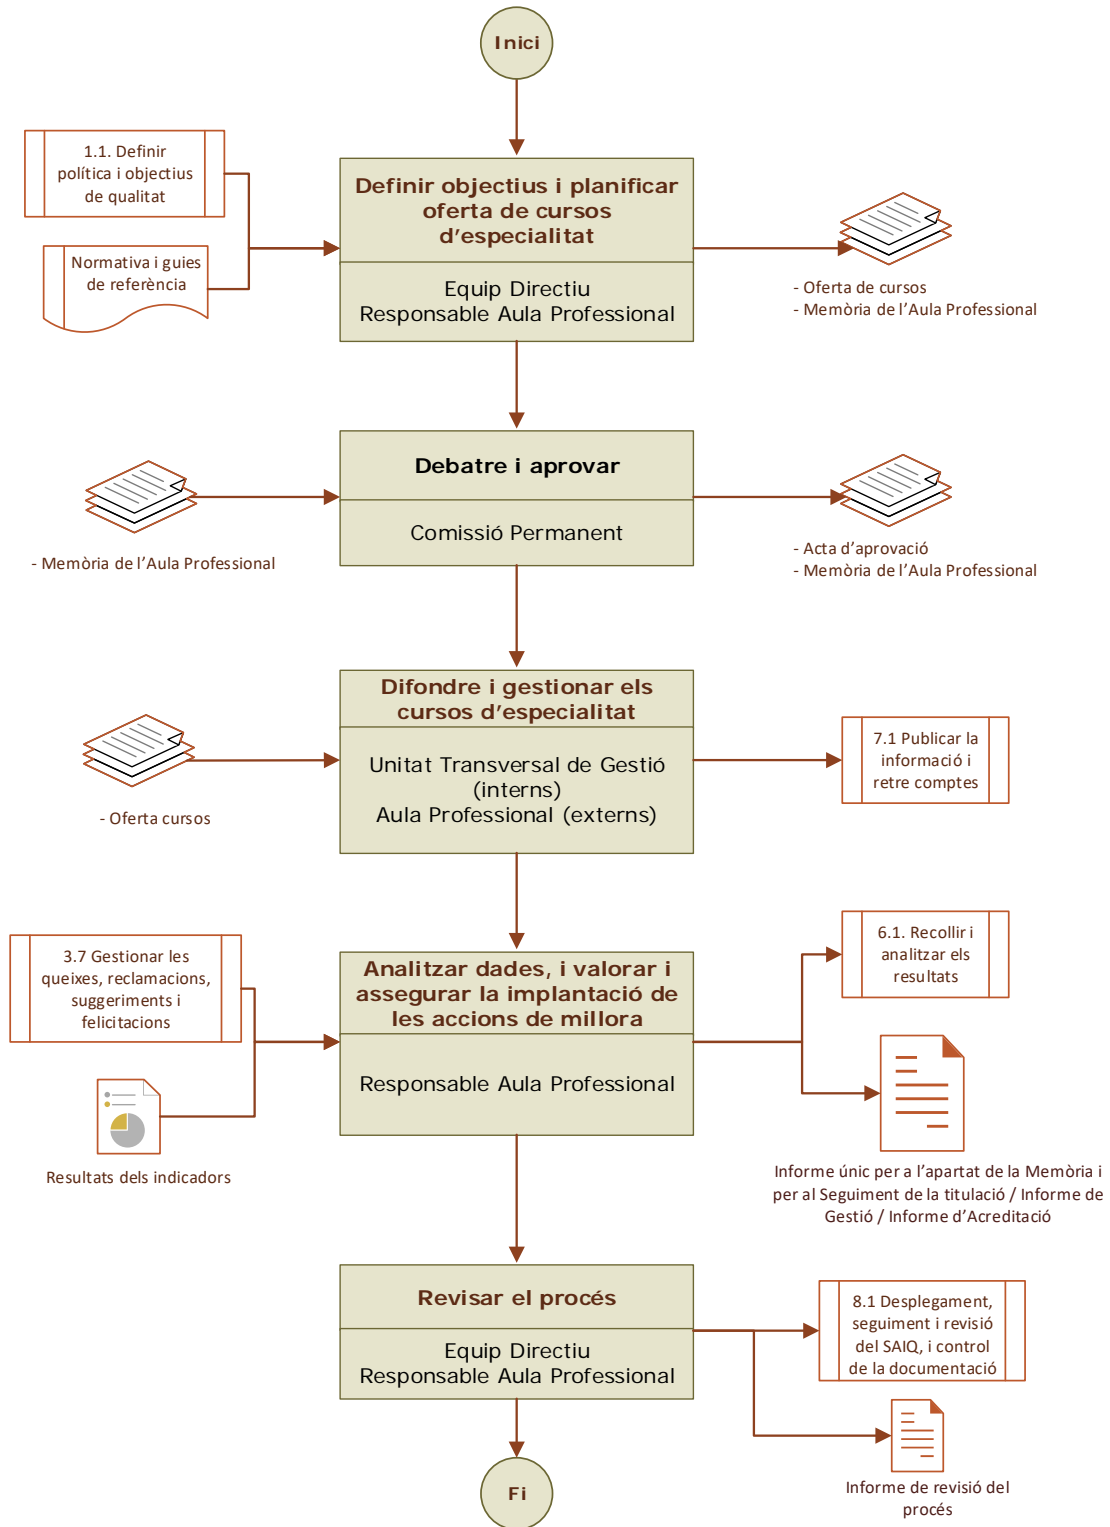 Inici
1.1. Definir
política i objectius
de qualitat
Normativa i guies
de referència
Definir objectius i planificar
oferta de cursos
d’especialitat
Equip Directiu
Responsable Aula Professional
- Oferta de cursos
- Memòria de l’Aula Professional
- Memòria de l’Aula Professional
Debatre i aprovar
Comissió Permanent
- Acta d’aprovació
- Memòria de l’Aula Professional
- Oferta cursos
Difondre i gestionar els
cursos d’especialitat
Unitat Transversal de Gestió
(interns)
Aula Professional (externs)
7.1 Publicar la
informació i
retre comptes
3.7 Gestionar les
queixes, reclamacions,
suggeriments i
felicitacions
Resultats dels indicadors
Analitzar dades, i valorar i
assegurar la implantació de
les accions de millora
Responsable Aula Professional
6.1. Recollir i
analitzar els
resultats
Informe únic per a l’apartat de la Memòria i
per al Seguiment de la titulació / Informe de
Gestió / Informe d’Acreditació
Revisar el procés
Equip Directiu
Responsable Aula Professional
8.1 Desplegament,
seguiment i revisió
del SAIQ, i control
de la documentació
Informe de revisió del
procés
Fi